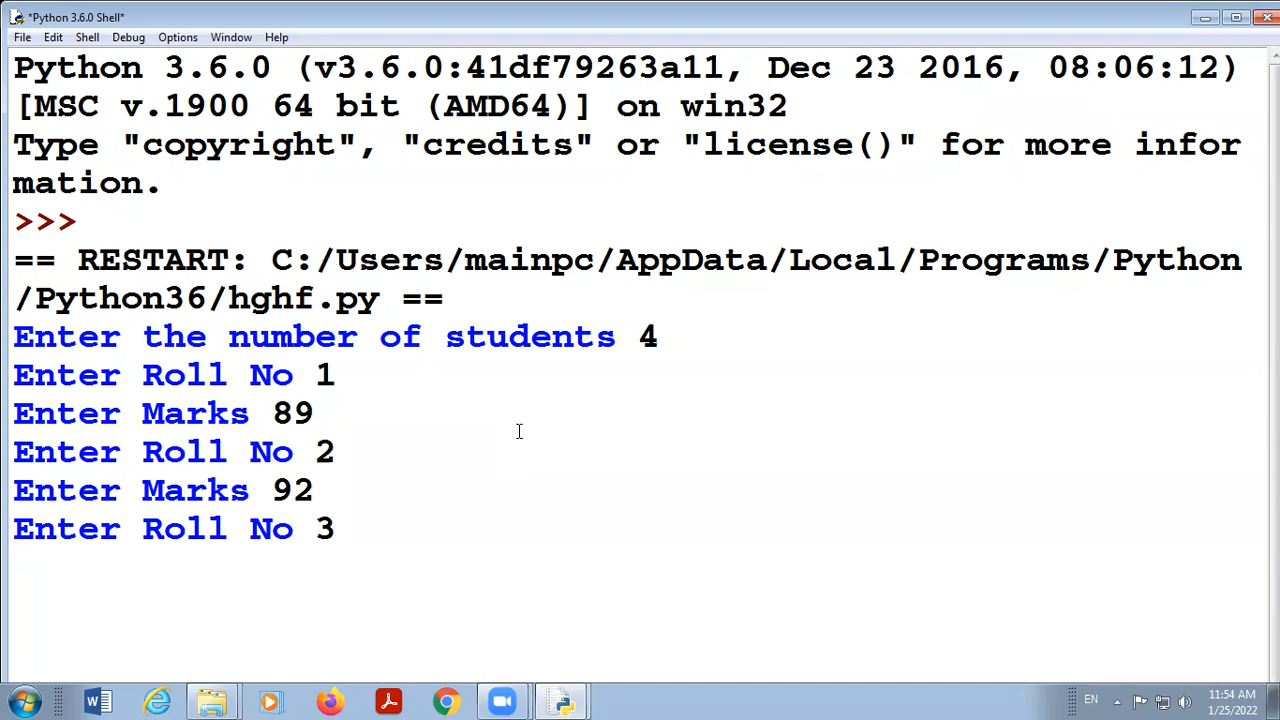 *Python 3.6.0 Shell*
File Edit Shell Debug Options Window Help
Python 3.6.0 (v3.6.0:41df79263a11, Dec 23 2016, 08:06:12)
[MSC v.1900 64 bit (AMD64)] on win32
Type "copyright", "credits" or "license()" for more infor
mation.
>>>
== RESTART: C:/Users/mainpc/AppData/Local/Programs/Python
/Python36/hghf.py ==
Enter the number of students 4
Enter Roll No 1
Enter Marks 89
Enter Roll No 2
Enter Marks 92
Enter Roll No 3
EN
11:54 AM
1/25/2022